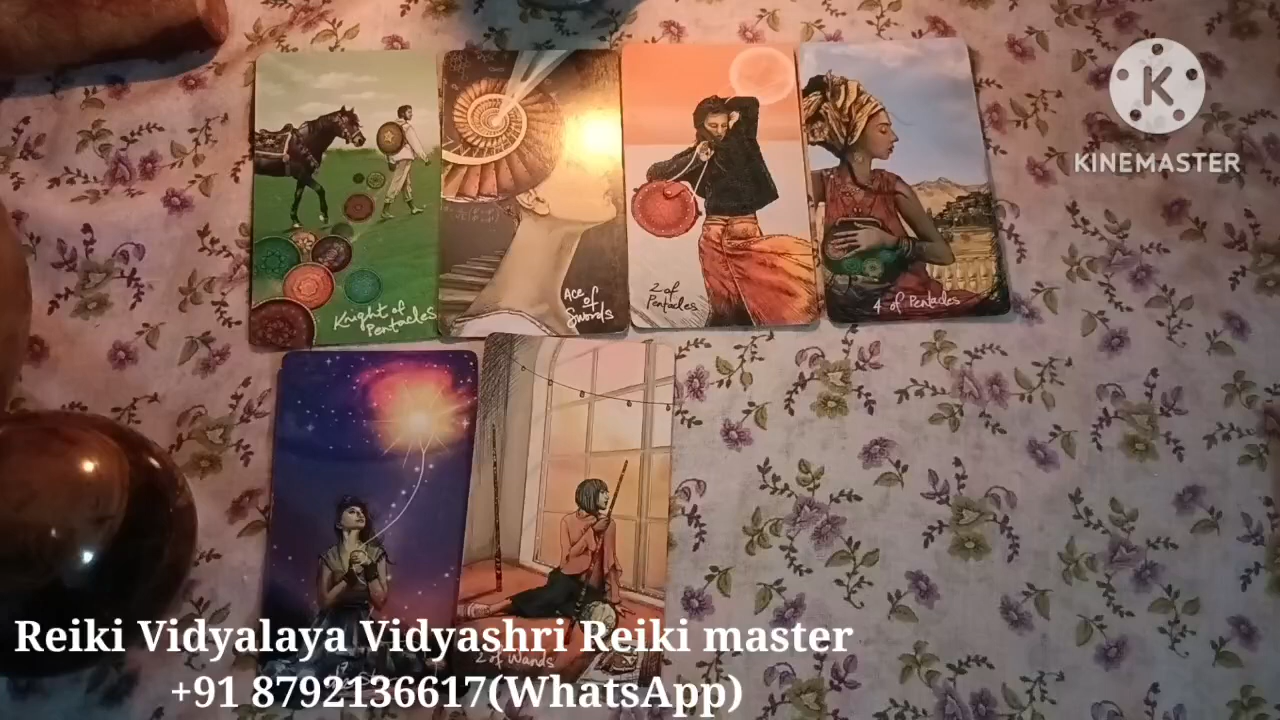 K
KINEMASTER
Knight of
Pentacles
Ace
of
Swords
2 of
Pentacles
4 of Pentacles
17
2 of Wands
Reiki Vidyalaya Vidyashri Reiki master
+91 8792136617(WhatsApp)